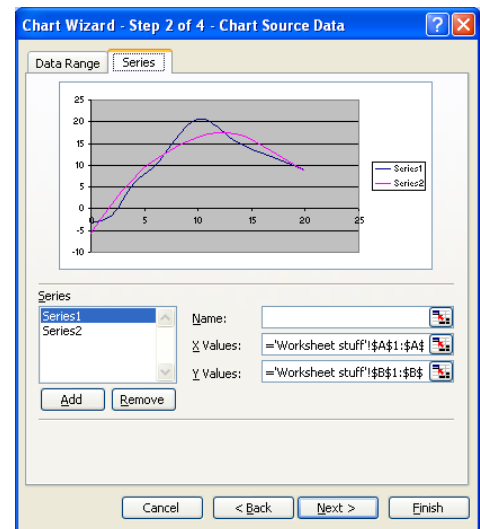 Chart Wizard - Step 2 of 4 - Chart Source Data
Data Range Series
25
20
15
10
5
0
-5
-10
0 5 10 15 20 25
Series1
Series2
Series
Series1
Series2
Name:
X Values: ='Worksheet stuff'!$A$1:$A$
Y Values: ='Worksheet stuff'!$B$1:$B$
Add Remove
Cancel < Back Next > Finish